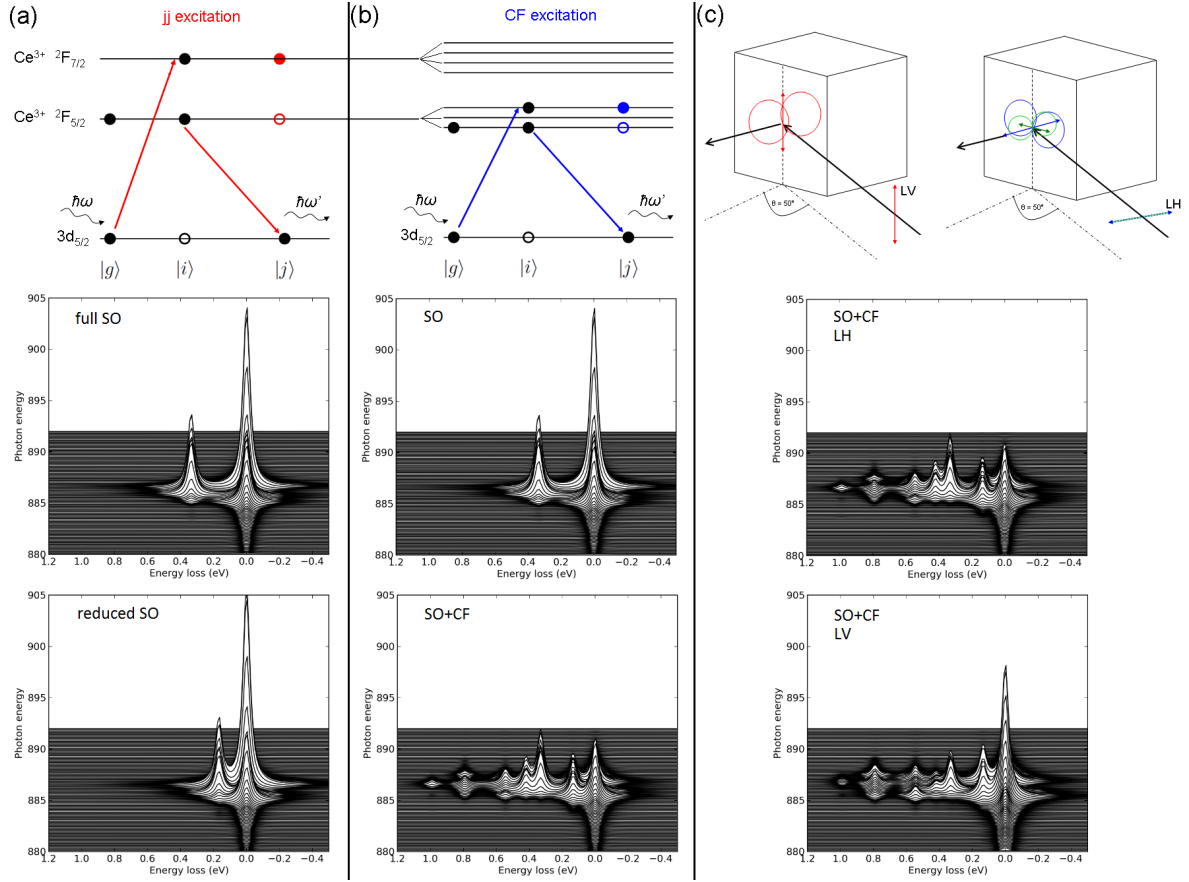 (a)
jj excitation
Ce³⁺ ²F₇/₂
Ce³⁺ ²F₅/₂
ħω
ħω'
3d₅/₂
|g⟩ |i⟩ |j⟩
full SO
905
900
895
890
885
880
Photon energy
1.2 1.0 0.8 0.6 0.4 0.2 0.0 −0.2 −0.4
Energy loss (eV)
reduced SO
905
900
895
890
885
880
Photon energy
1.2 1.0 0.8 0.6 0.4 0.2 0.0 −0.2 −0.4
Energy loss (eV)
(b)
CF excitation
ħω
ħω'
3d₅/₂
|g⟩ |i⟩ |j⟩
SO
905
900
895
890
885
880
Photon energy
1.2 1.0 0.8 0.6 0.4 0.2 0.0 −0.2 −0.4
Energy loss (eV)
SO+CF
905
900
895
890
885
880
Photon energy
1.2 1.0 0.8 0.6 0.4 0.2 0.0 −0.2 −0.4
Energy loss (eV)
(c)
LV
θ = 50°
LH
θ = 50°
SO+CF
LH
905
900
895
890
885
880
Photon energy
1.2 1.0 0.8 0.6 0.4 0.2 0.0 −0.2 −0.4
Energy loss (eV)
SO+CF
LV
905
900
895
890
885
880
Photon energy
1.2 1.0 0.8 0.6 0.4 0.2 0.0 −0.2 −0.4
Energy loss (eV)